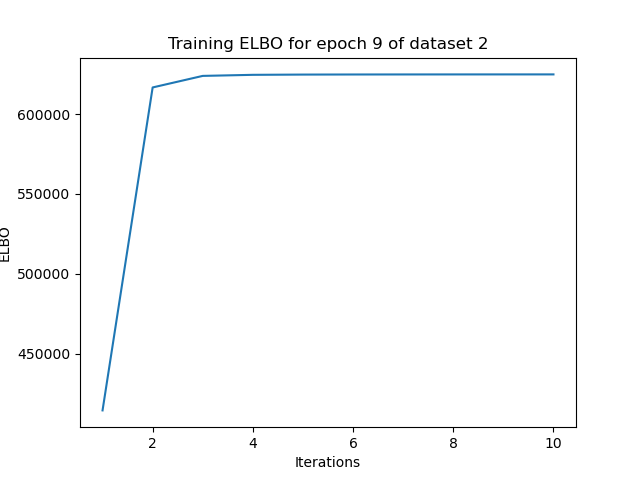 Training ELBO for epoch 9 of dataset 2
600000
550000
500000
450000
ELBO
2 4 6 8 10
Iterations